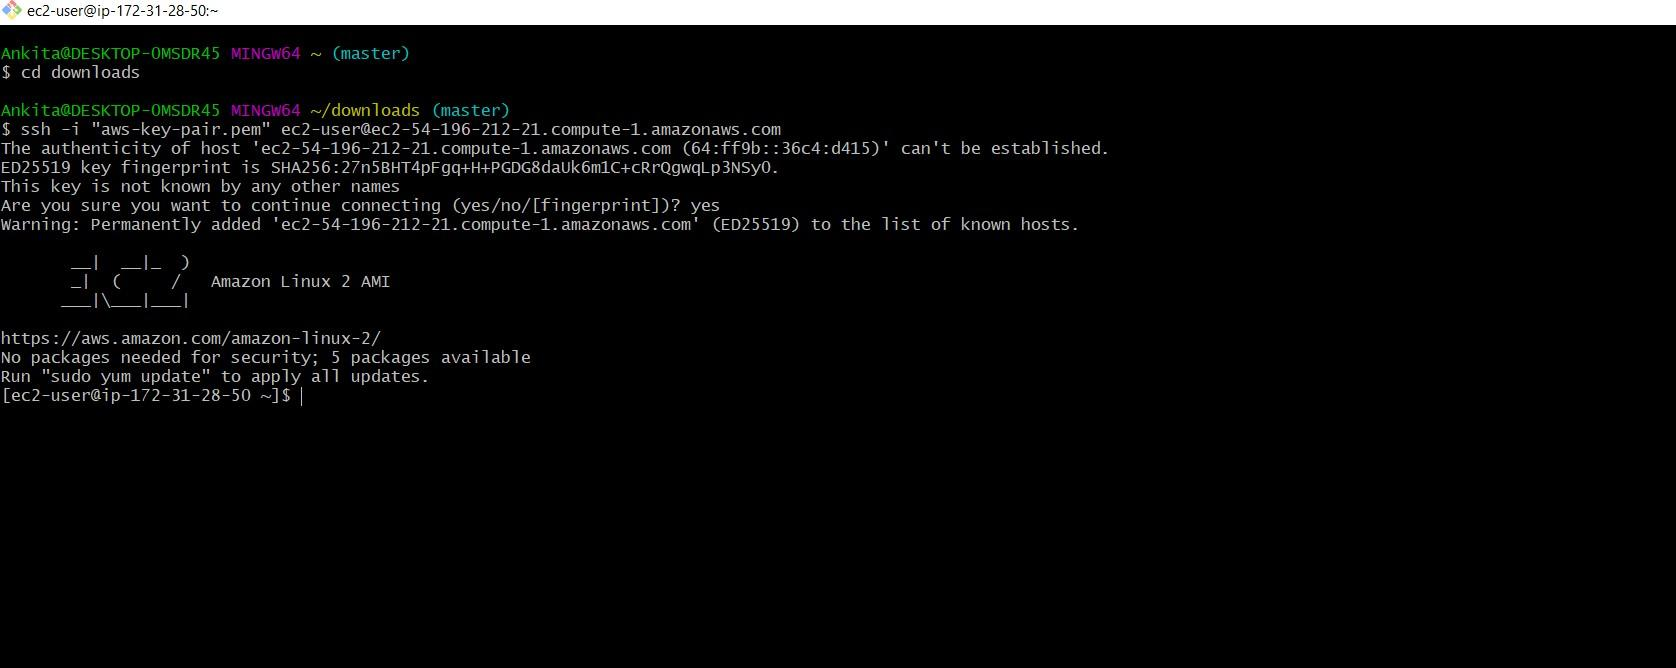 ec2-user@ip-172-31-28-50:~
Ankita@DESKTOP-OMSDR45 MINGW64 ~ (master)
$ cd downloads
Ankita@DESKTOP-OMSDR45 MINGW64 ~/downloads (master)
$ ssh -i "aws-key-pair.pem" ec2-user@ec2-54-196-212-21.compute-1.amazonaws.com
The authenticity of host 'ec2-54-196-212-21.compute-1.amazonaws.com (64:ff9b::36c4:d415)' can't be established.
ED25519 key fingerprint is SHA256:27n5BHT4pFgq+H+PGDG8daUk6m1C+cRrQgwqLp3NSy0.
This key is not known by any other names
Are you sure you want to continue connecting (yes/no/[fingerprint])? yes
Warning: Permanently added 'ec2-54-196-212-21.compute-1.amazonaws.com' (ED25519) to the list of known hosts.
       __|  __|_  )
       _|  (     /   Amazon Linux 2 AMI
      ___|\___|___|
https://aws.amazon.com/amazon-linux-2/
No packages needed for security; 5 packages available
Run "sudo yum update" to apply all updates.
[ec2-user@ip-172-31-28-50 ~]$